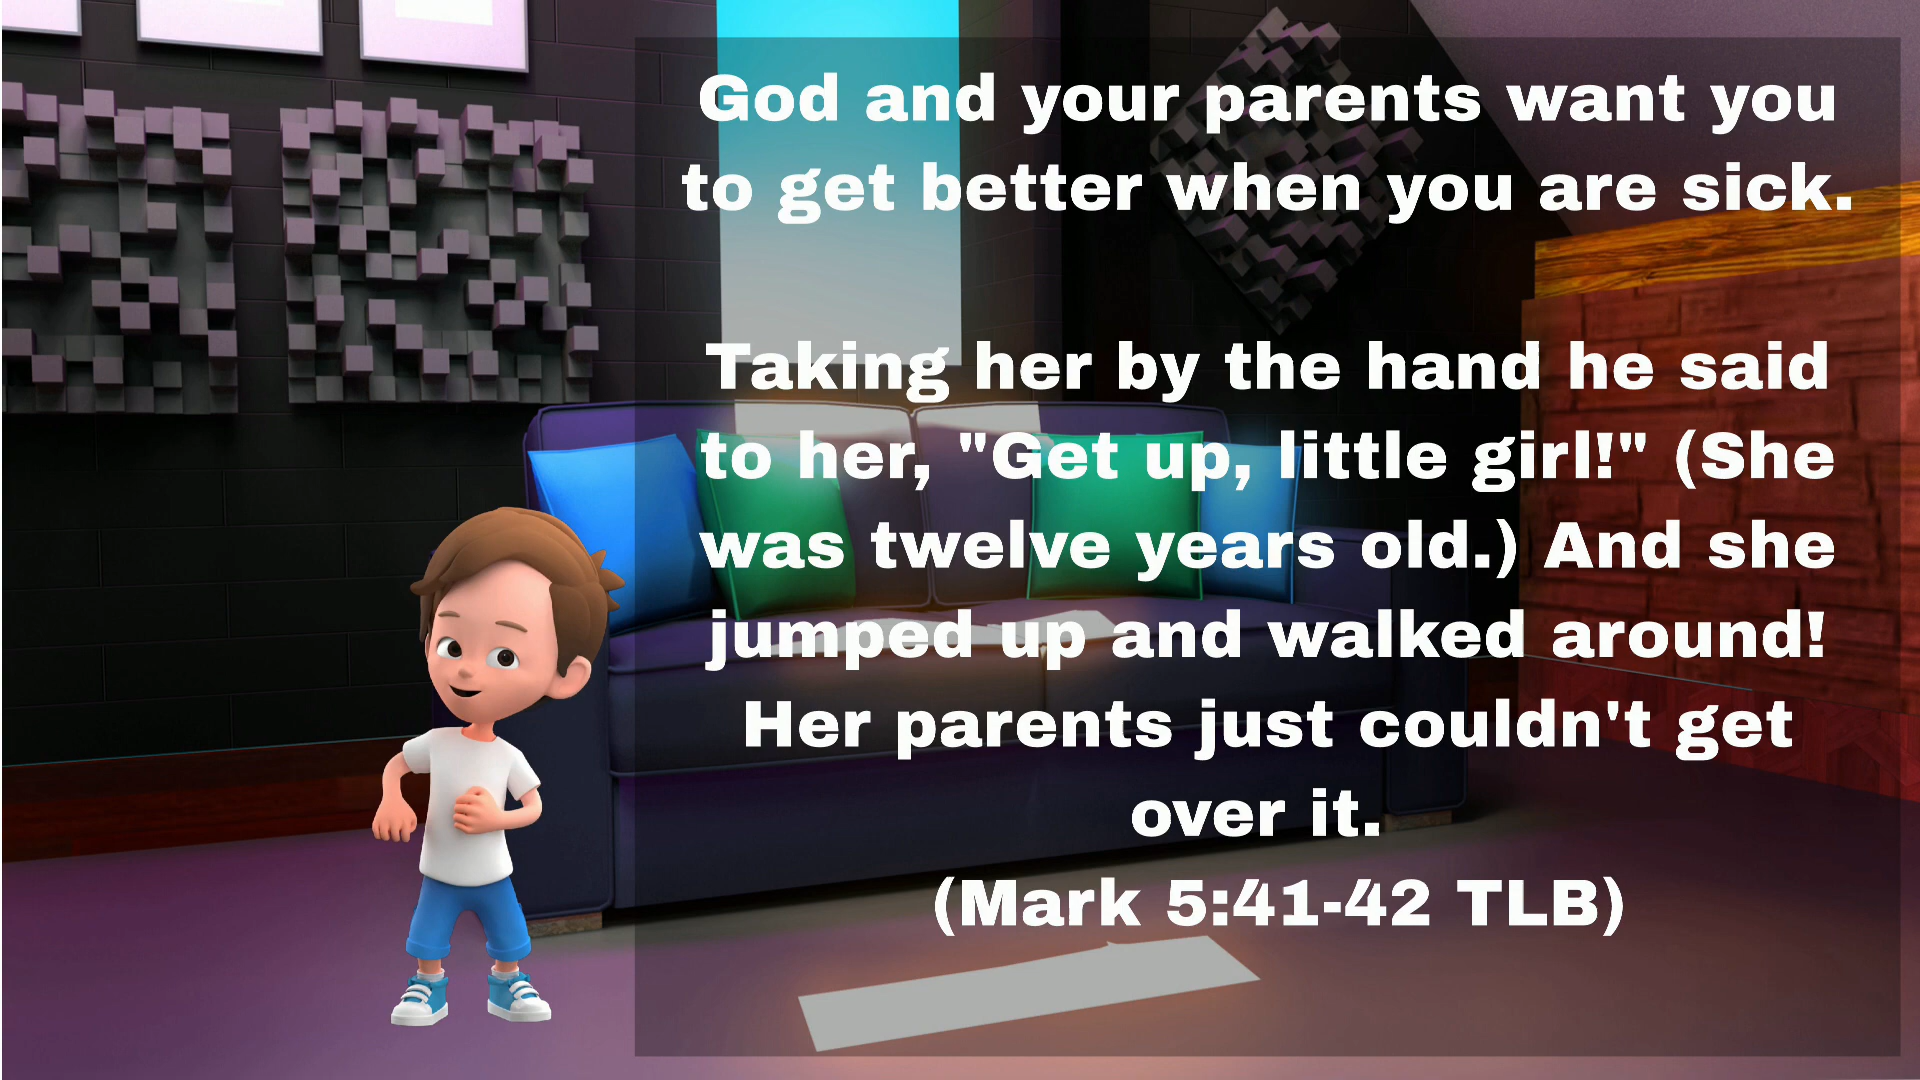 God and your parents want you
to get better when you are sick.
Taking her by the hand he said
to her, "Get up, little girl!" (She
was twelve years old.) And she
jumped up and walked around!
Her parents just couldn't get
over it.
(Mark 5:41-42 TLB)